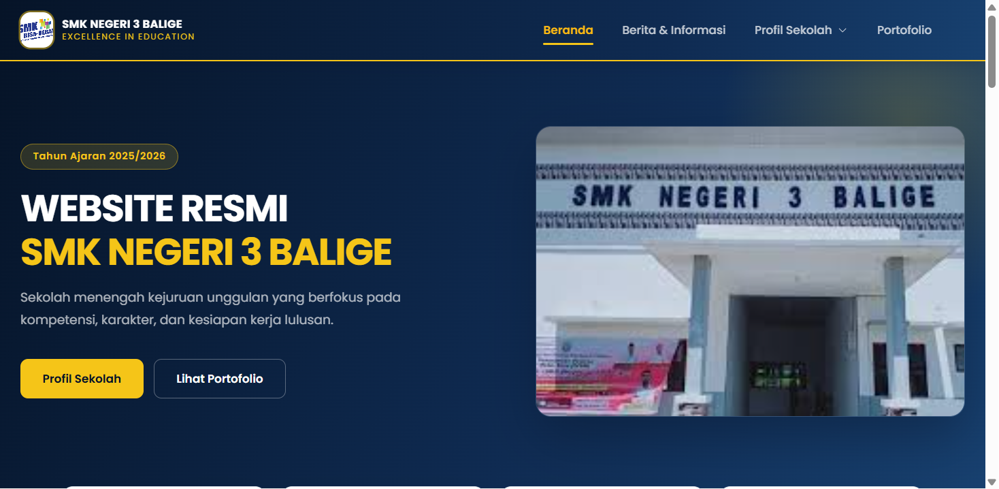 SMK
BISA-HEBAT
SMK NEGERI 3 BALIGE
EXCELLENCE IN EDUCATION
Beranda
Berita & Informasi
Profil Sekolah
Portofolio
Tahun Ajaran 2025/2026
WEBSITE RESMI
SMK NEGERI 3 BALIGE
Sekolah menengah kejuruan unggulan yang berfokus pada
kompetensi, karakter, dan kesiapan kerja lulusan.
Profil Sekolah
Lihat Portofolio
SMK NEGERI 3 BALIGE